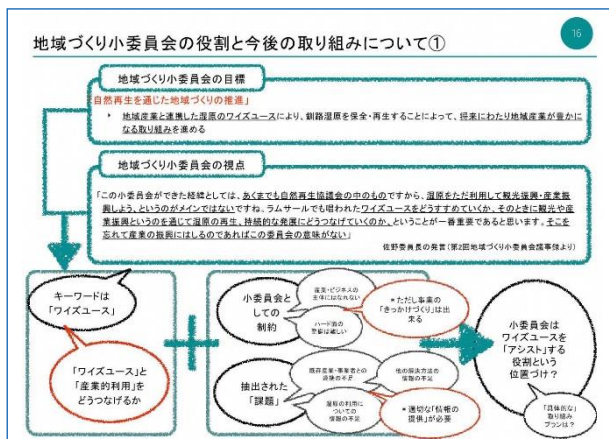 地域づくり小委員会の役割と今後の取り組みについて①
16
地域づくり小委員会の目標
自然再生を通じた地域づくりの推進」
・ 地域産業と連携した湿原のワイズユースにより、釧路湿原を保全・再生することによって、将来にわたり地域産業が豊かに
なる取り組みを進める
地域づくり小委員会の視点
「この小委員会ができた経緯としては、あくまでも自然再生協議会の中のものですから、湿原をただ利用して観光振興・産業振
興しよう、というのがメインではないですね。ラムサールでも唱われたワイズユースをどうすすめていくか、そのときに観光や産
業振興というのを通じて湿原の再生、持続的な発展にどうつなげていくのか、ということが一番重要であると思います。そこを
忘れて産業の振興にはしるのであればこの委員会の意味がない」
佐野委員長の発言（第2回地域づくり小委員会議事録より）
キーワードは
「ワイズユース」
「ワイズユース」と
「産業的利用」を
どうつなげるか
小委員会と
しての制約
産業・ビジネスの
主体にはなれない
ハード面の
整備は難しい
＊ただし事業の
「きっかけづくり」は出
来る
抽出された
「課題」
既存産業・事業者との
連携の不足
他の解決方法の
情報の不足
湿原の利用に
ついての
情報の不足
＊適切な「情報の
提供」が必要
小委員会は
ワイズユースを
「アシスト」する
役割という
位置づけ？
「具体的な」
取り組み
プランは？